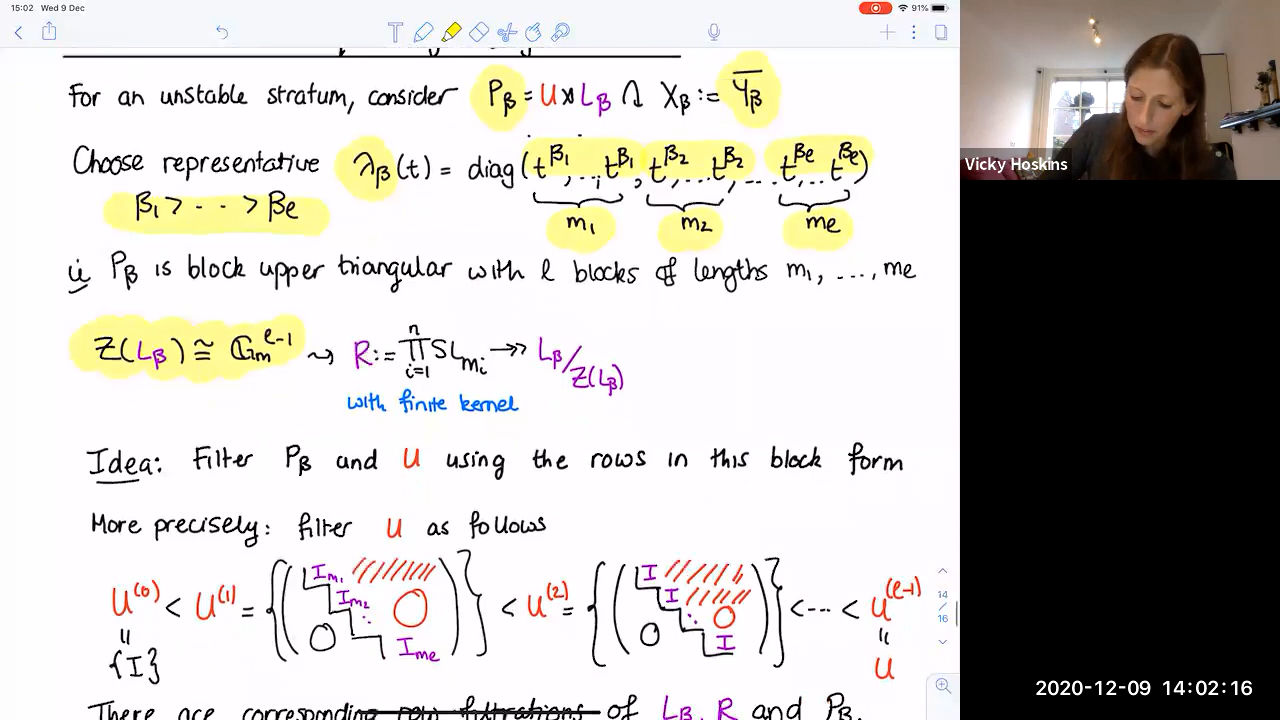 15:02 Wed 9 Dec
91%
For an unstable stratum, consider P_β = U ⋊ L_β ↷ X_β := \overline{Y_β}
Vicky Hoskins
Choose representative λ_β(t) = diag(t^{β_1}, ..., t^{β_1}, t^{β_2}, ..., t^{β_2}, ..., t^{β_ℓ}, ..., t^{β_ℓ})
β_1 > ... > β_ℓ
m_1 m_2 m_ℓ
ie P_β is block upper triangular with ℓ blocks of lengths m_1, ..., m_ℓ
Z(L_β) ≅ 𝔾_m^{ℓ-1} ⇝ R := ∏_{i=1}^{n} SL_{m_i} ↠ L_β/Z(L_β)
with finite kernel
Idea: Filter P_β and U using the rows in this block form
More precisely: filter U as follows
U^{(0)} < U^{(1)} = {( I_{m_1} I_{m_2} ⋱ I_{m_ℓ} O O )} < U^{(2)} = {( I I ⋱ I O O )} < ... < U^{(ℓ-1)}
= {I}
= U
14 / 16
There are corresponding row filtrations of L_β, R and P_β.
2020-12-09 14:02:16